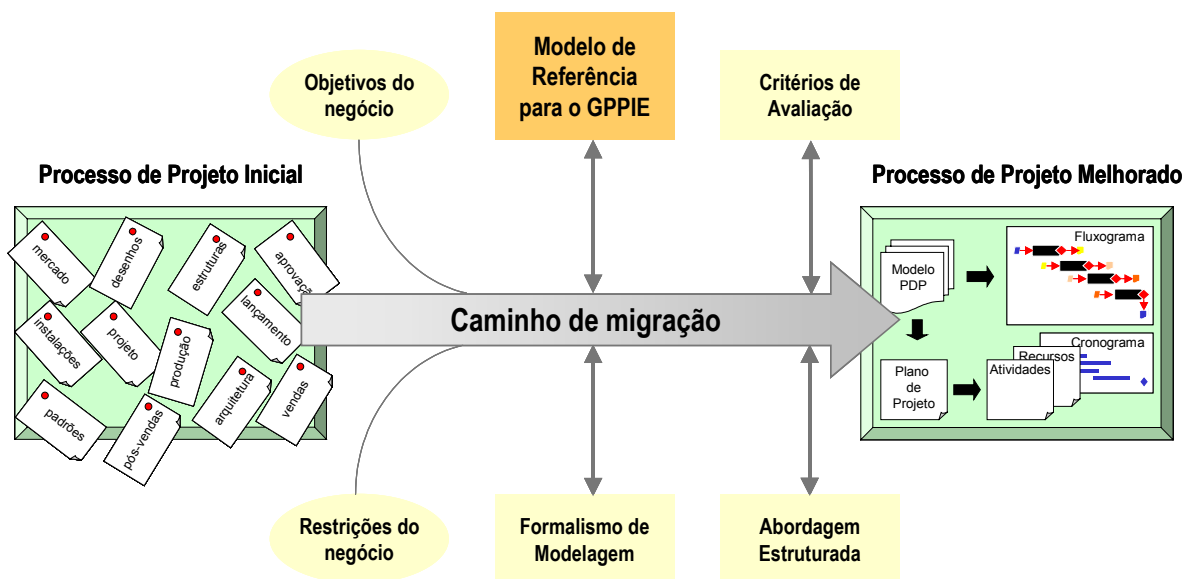 Objetivos do
negócio
Modelo de
Referência
para o GPPIE
Critérios de
Avaliação
Processo de Projeto Inicial
Processo de Projeto Melhorado
mercado
desenhos
estruturas
aprovação
instalações
projeto
produção
lançamento
padrões
pós-vendas
arquitetura
vendas
Caminho de migração
Modelo
PDP
Fluxograma
Plano
de
Projeto
Cronograma
Recursos
Atividades
Restrições do
negócio
Formalismo de
Modelagem
Abordagem
Estruturada